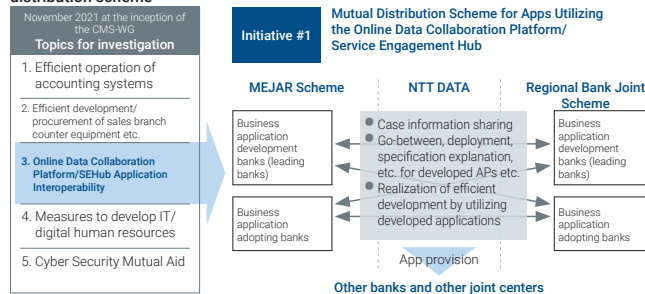 distribution scheme
November 2021 at the inception of
the CMS-WG
Topics for investigation
1. Efficient operation of
accounting systems
2. Efficient development/
procurement of sales branch
counter equipment etc.
3. Online Data Collaboration
Platform/SEHub Application
Interoperability
4. Measures to develop IT/
digital human resources
5. Cyber Security Mutual Aid
Initiative #1
Mutual Distribution Scheme for Apps Utilizing
the Online Data Collaboration Platform/
Service Engagement Hub
MEJAR Scheme
NTT DATA
Regional Bank Joint
Scheme
Business
application
development
banks (leading
banks)
Business
application
adopting banks
● Case information sharing
● Go-between, deployment,
specification explanation,
etc. for developed APs etc.
● Realization of efficient
development by utilizing
developed applications
Business
application
development
banks (leading
banks)
Business
application
adopting banks
App provision
Other banks and other joint centers